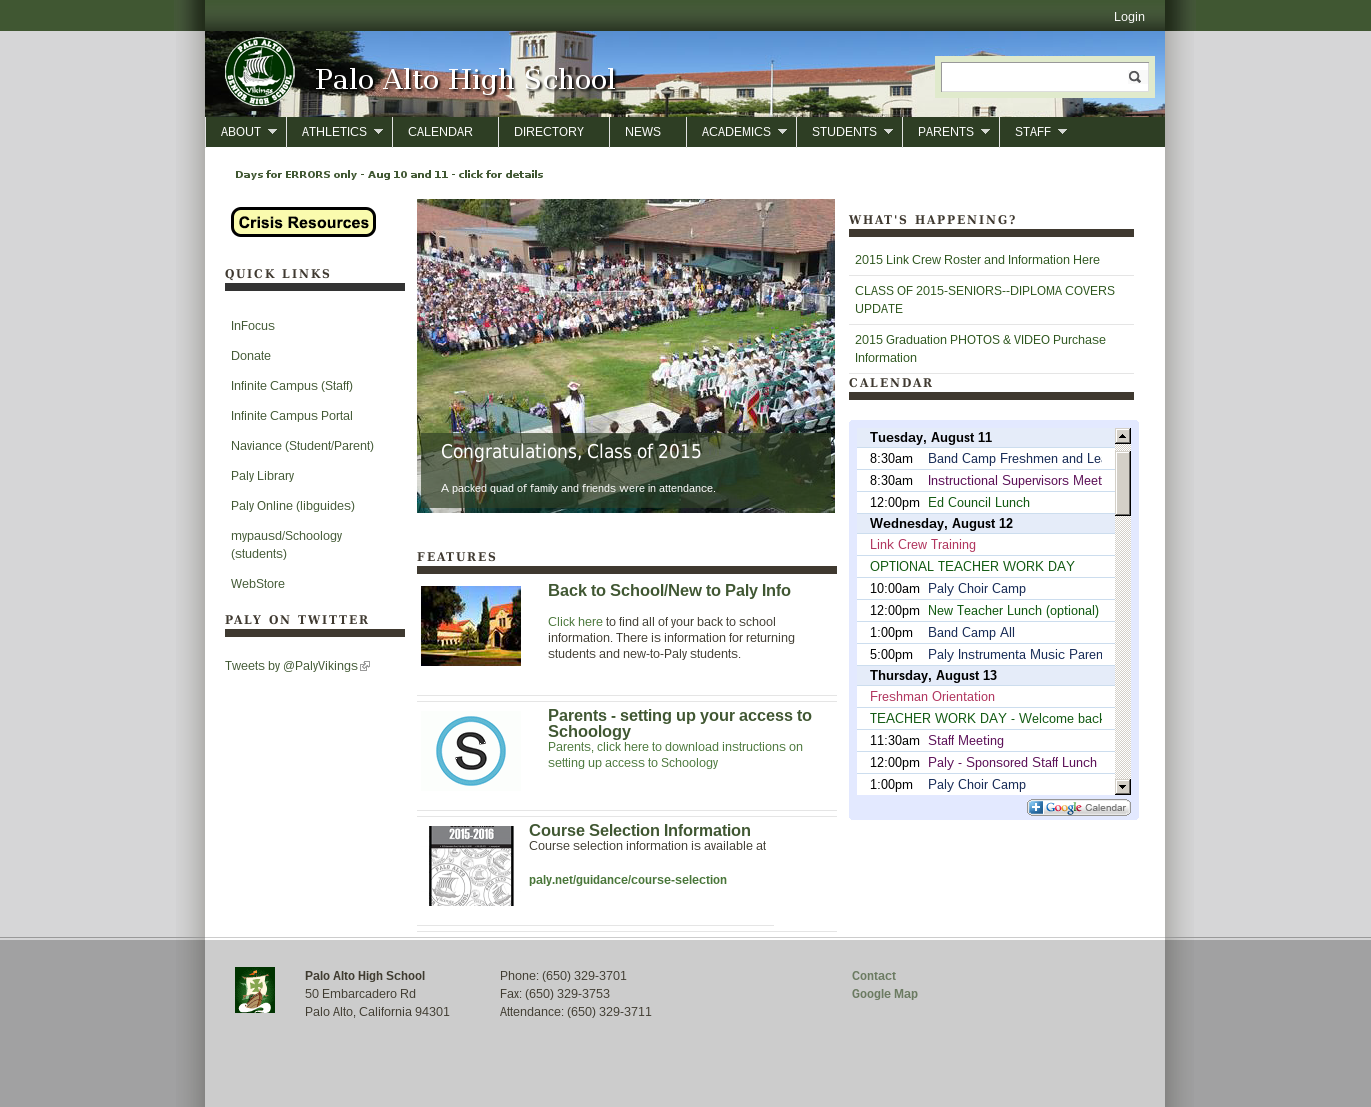 Login
PALO ALTO
SENIOR HIGH SCHOOL
Vikings
Palo Alto High School
ABOUT
ATHLETICS
CALENDAR
DIRECTORY
NEWS
ACADEMICS
STUDENTS
PARENTS
STAFF
Days for ERRORS only - Aug 10 and 11 - click for details
Crisis Resources
QUICK LINKS
InFocus
Donate
Infinite Campus (Staff)
Infinite Campus Portal
Naviance (Student/Parent)
Paly Library
Paly Online (libguides)
mypausd/Schoology
(students)
WebStore
PALY ON TWITTER
Tweets by @PalyVikings
Congratulations, Class of 2015
A packed quad of family and friends were in attendance.
FEATURES
Back to School/New to Paly Info
Click here to find all of your back to school
information. There is information for returning
students and new-to-Paly students.
S
Parents - setting up your access to
Schoology
Parents, click here to download instructions on
setting up access to Schoology
2015-2016
Course Selection Information
Course selection information is available at
paly.net/guidance/course-selection
WHAT'S HAPPENING?
2015 Link Crew Roster and Information Here
CLASS OF 2015-SENIORS--DIPLOMA COVERS
UPDATE
2015 Graduation PHOTOS & VIDEO Purchase
Information
CALENDAR
Tuesday, August 11
8:30am Band Camp Freshmen and Lea
8:30am Instructional Supervisors Meet
12:00pm Ed Council Lunch
Wednesday, August 12
Link Crew Training
OPTIONAL TEACHER WORK DAY
10:00am Paly Choir Camp
12:00pm New Teacher Lunch (optional)
1:00pm Band Camp All
5:00pm Paly Instrumenta Music Paren
Thursday, August 13
Freshman Orientation
TEACHER WORK DAY - Welcome back
11:30am Staff Meeting
12:00pm Paly - Sponsored Staff Lunch
1:00pm Paly Choir Camp
Google Calendar
Palo Alto High School
50 Embarcadero Rd
Palo Alto, California 94301
Phone: (650) 329-3701
Fax: (650) 329-3753
Attendance: (650) 329-3711
Contact
Google Map